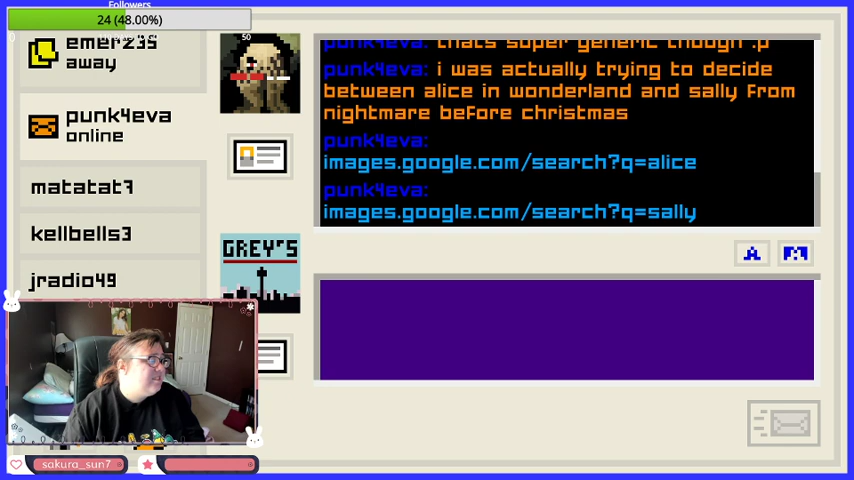 Followers
24 (48.00%)
0
50
emerz35
away
punk4eva
online
matatat7
kellbells3
jradio49
GREY'S
punk4eva: thats super generic though :p
punk4eva: i was actually trying to decide
between alice in wonderland and sally from
nightmare before christmas
punk4eva:
images.google.com/search?q=alice
punk4eva:
images.google.com/search?q=sally
A
sakura_sun7